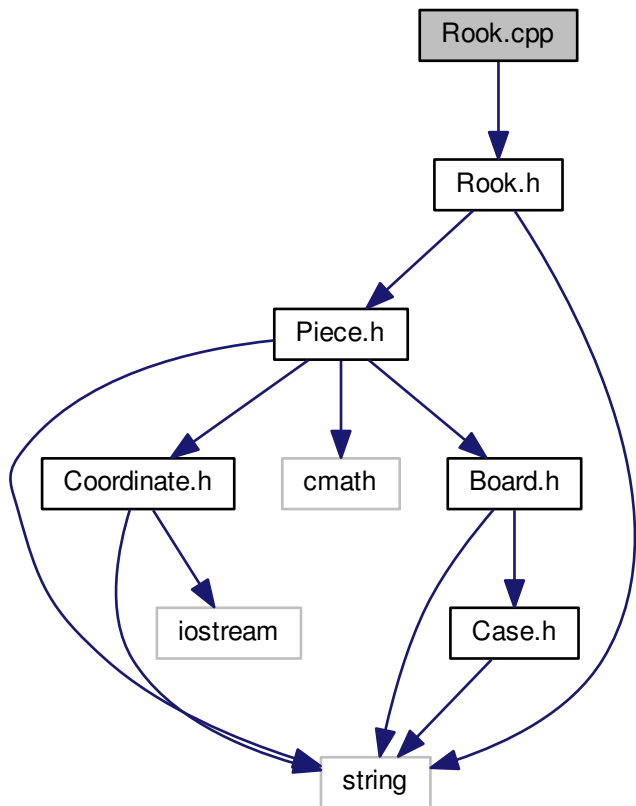 Rook.cpp
Rook.h
Piece.h
Coordinate.h
cmath
Board.h
iostream
Case.h
string